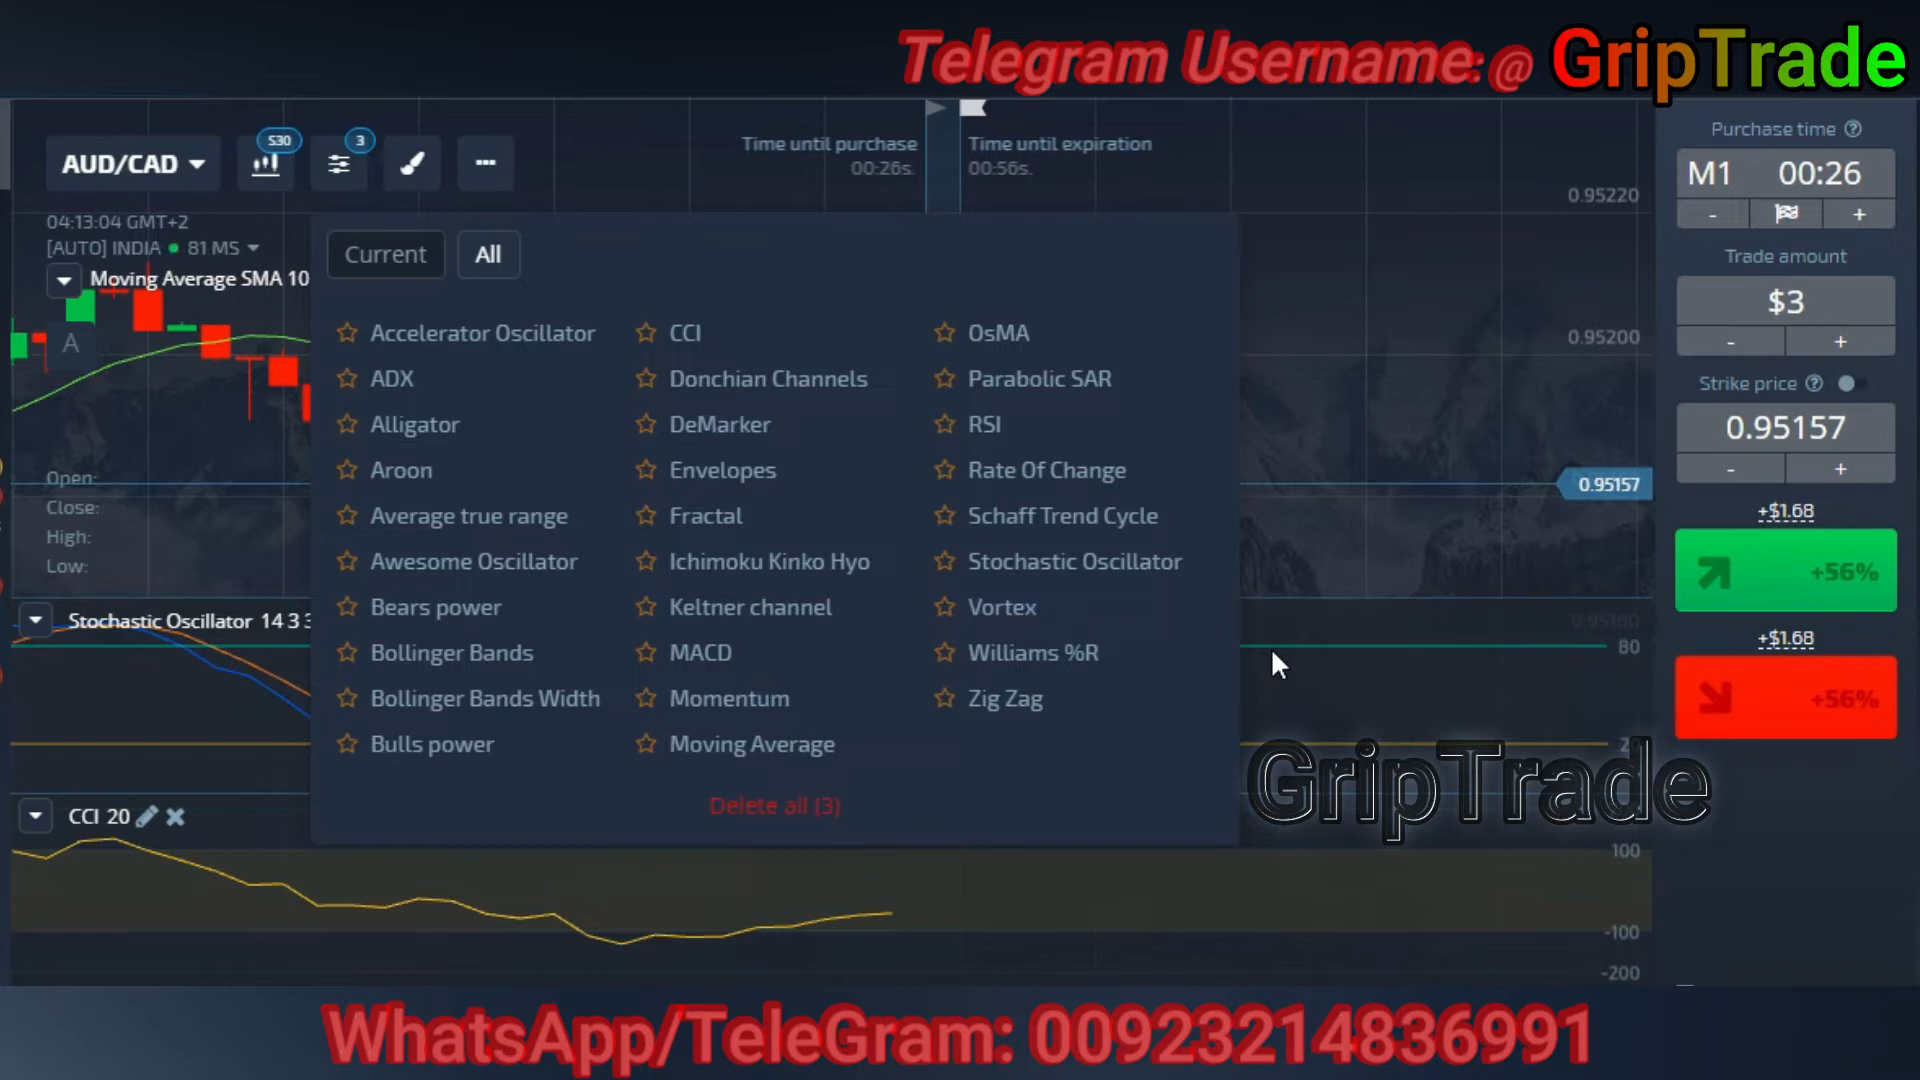 Telegram Username:@ GripTrade
AUD/CAD
S30
3
Time until purchase
00:26s.
Time until expiration
00:56s.
0.95220
04:13:04 GMT+2
[AUTO] INDIA 81 MS
Moving Average SMA 10
A
Current
All
Accelerator Oscillator
ADX
Alligator
Aroon
Average true range
Awesome Oscillator
Bears power
Bollinger Bands
Bollinger Bands Width
Bulls power
CCI
Donchian Channels
DeMarker
Envelopes
Fractal
Ichimoku Kinko Hyo
Keltner channel
MACD
Momentum
Moving Average
OsMA
Parabolic SAR
RSI
Rate Of Change
Schaff Trend Cycle
Stochastic Oscillator
Vortex
Williams %R
Zig Zag
Delete all (3)
0.95200
0.95157
Open:
Close:
High:
Low:
Stochastic Oscillator 14 3 3
80
CCI 20
100
-100
-200
Purchase time
M1 00:26
- +
Trade amount
$3
- +
Strike price
0.95157
- +
+$1.68
+56%
+$1.68
+56%
GripTrade
WhatsApp/TeleGram: 00923214836991